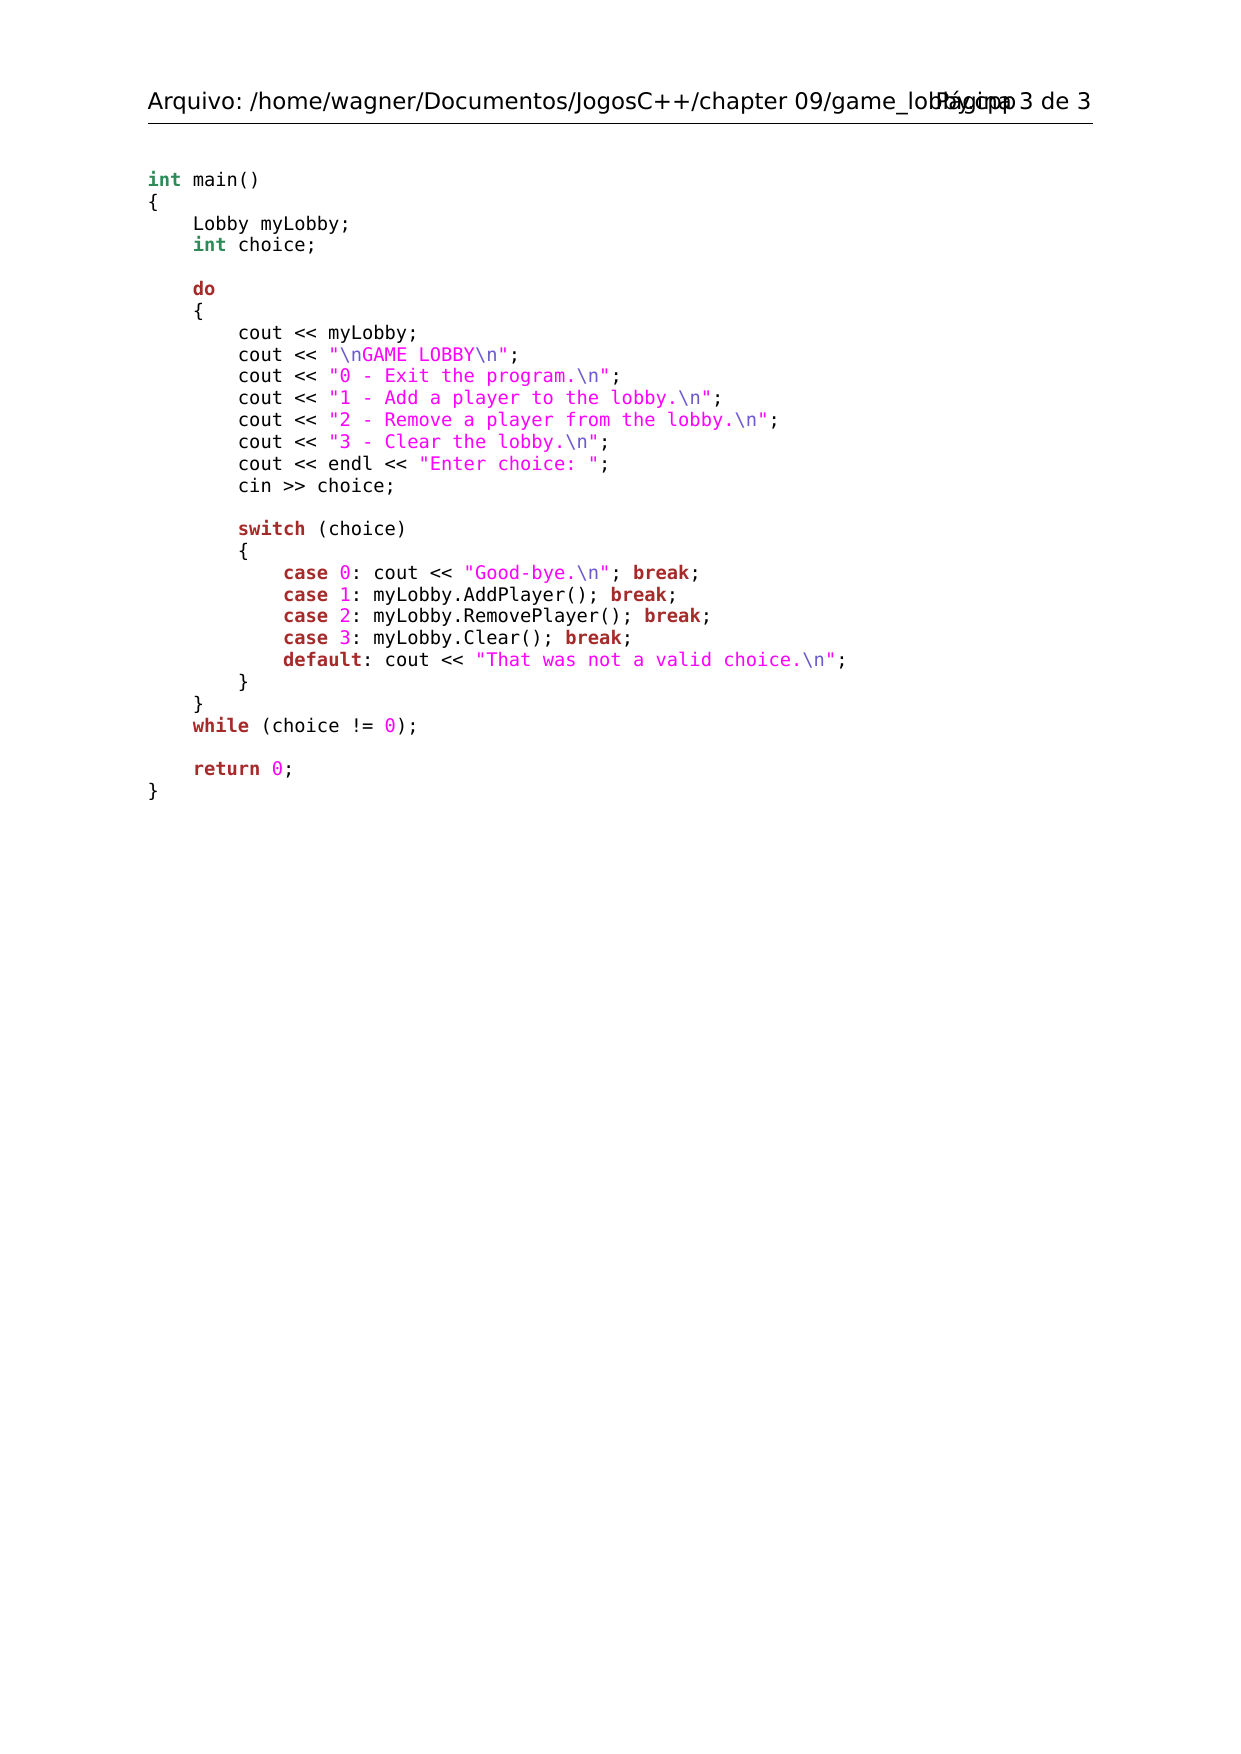 Arquivo: /home/wagner/Documentos/JogosC++/chapter 09/game_lobby.cpp Página 3 de 3
int main()
{
    Lobby myLobby;
    int choice;

    do
    {
        cout << myLobby;
        cout << "\nGAME LOBBY\n";
        cout << "0 - Exit the program.\n";
        cout << "1 - Add a player to the lobby.\n";
        cout << "2 - Remove a player from the lobby.\n";
        cout << "3 - Clear the lobby.\n";
        cout << endl << "Enter choice: ";
        cin >> choice;

        switch (choice)
        {
            case 0: cout << "Good-bye.\n"; break;
            case 1: myLobby.AddPlayer(); break;
            case 2: myLobby.RemovePlayer(); break;
            case 3: myLobby.Clear(); break;
            default: cout << "That was not a valid choice.\n";
        }
    }
    while (choice != 0);

    return 0;
}